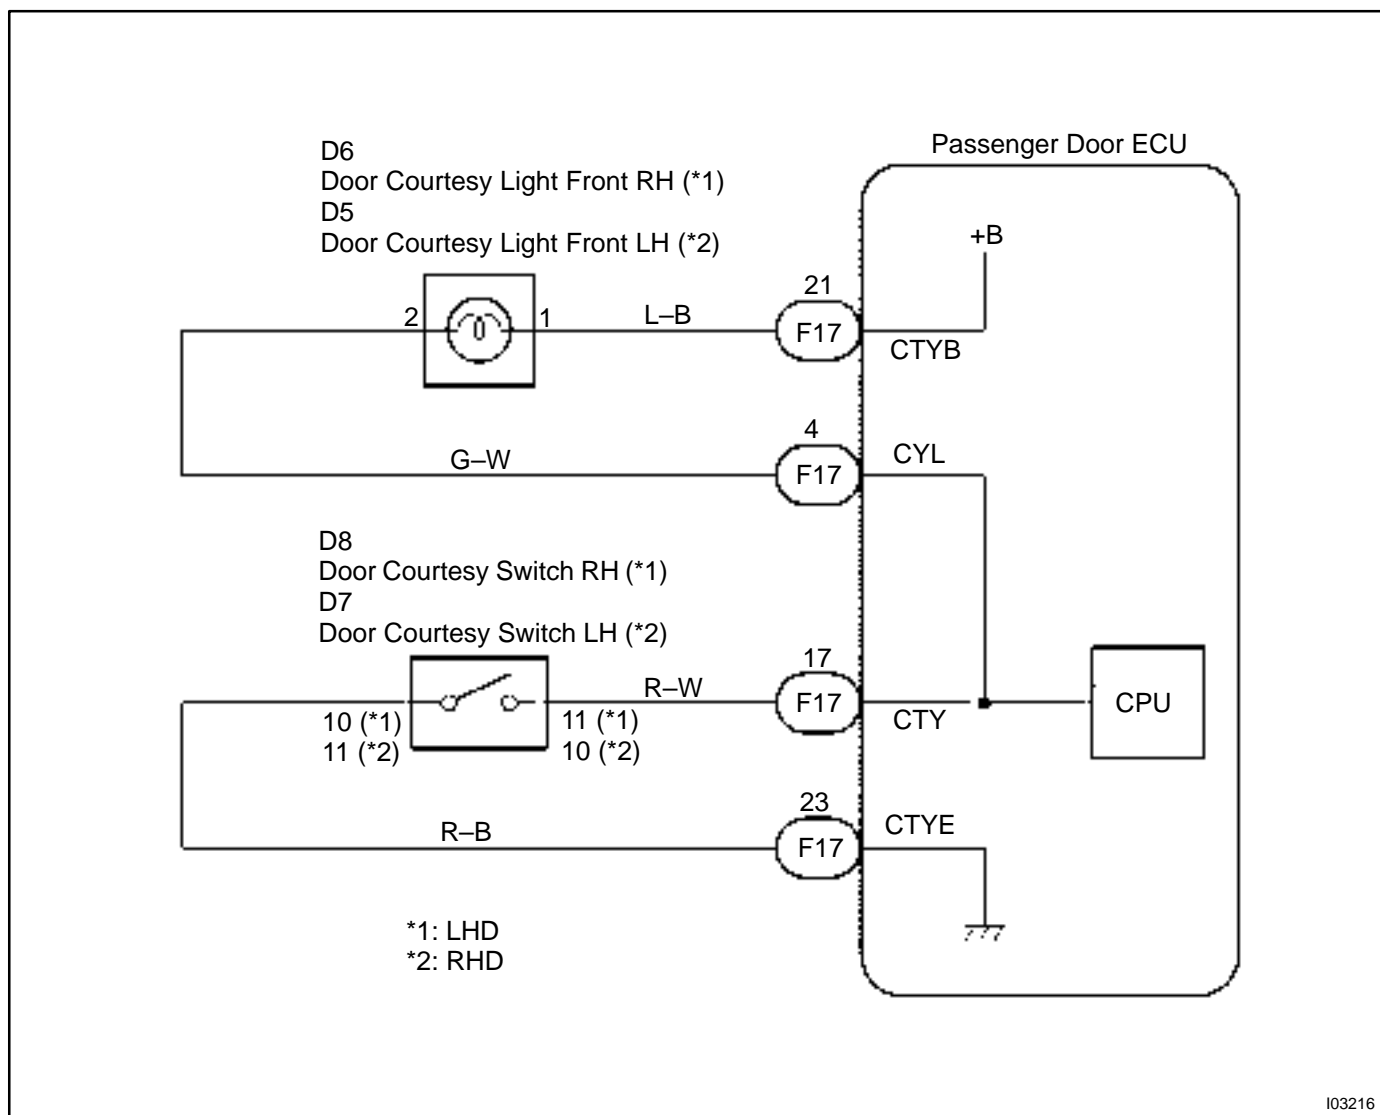 Passenger Door ECU
D6
Door Courtesy Light Front RH (*1)
D5
Door Courtesy Light Front LH (*2)
+B
2
1
L–B
21
F17
CTYB
G–W
4
F17
CYL
D8
Door Courtesy Switch RH (*1)
D7
Door Courtesy Switch LH (*2)
10 (*1)
11 (*2)
11 (*1)
10 (*2)
R–W
17
F17
CTY
CPU
R–B
23
F17
CTYE
*1: LHD
*2: RHD
I03216